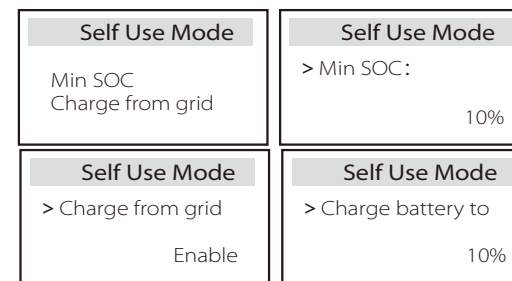 Self Use Mode
Min SOC
Charge from grid
Self Use Mode
> Min SOC:
10%
Self Use Mode
> Charge from grid
Enable
Self Use Mode
> Charge battery to
10%